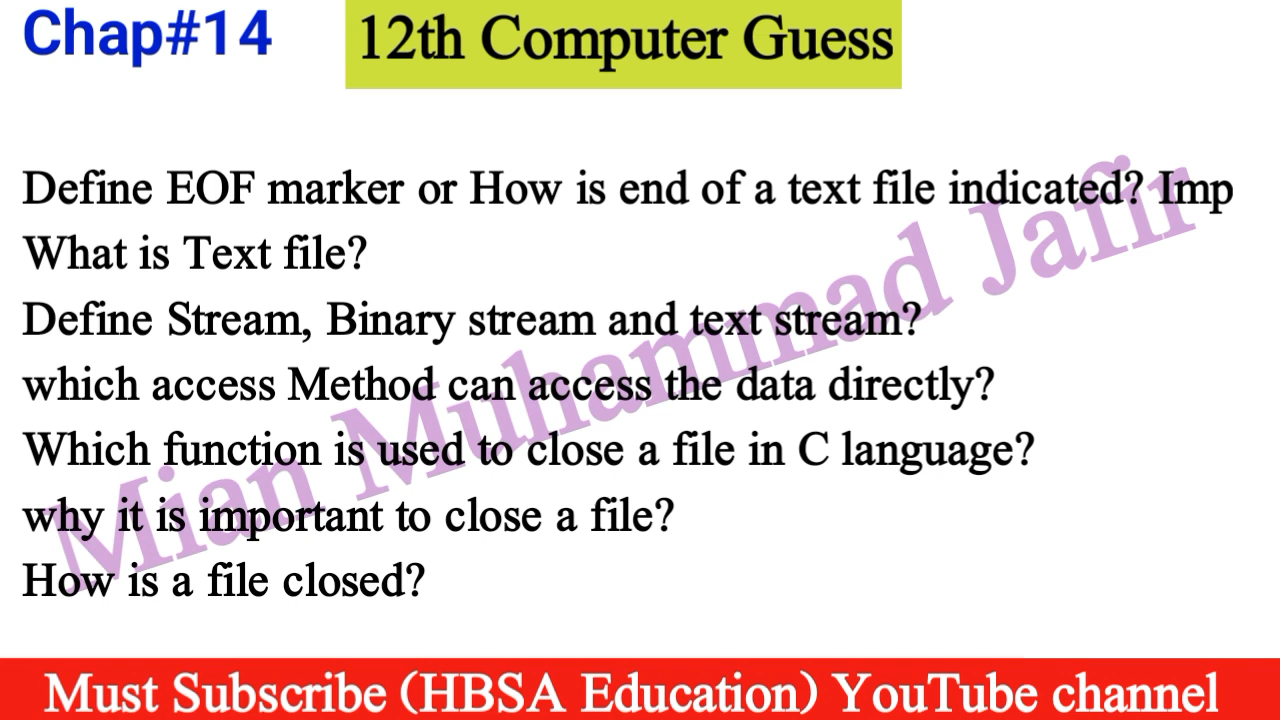 Chap#14
12th Computer Guess
Define EOF marker or How is end of a text file indicated? Imp
What is Text file?
Define Stream, Binary stream and text stream?
which access Method can access the data directly?
Which function is used to close a file in C language?
why it is important to close a file?
How is a file closed?
Mian Muhammad Jafir
Must Subscribe (HBSA Education) YouTube channel